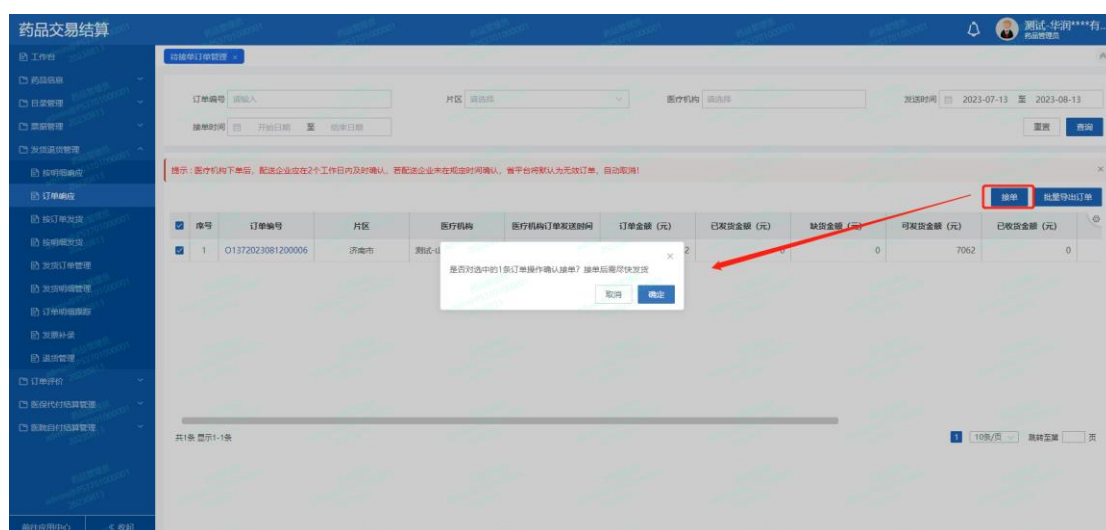 药品交易结算
测试-华润****有...
药品管理员
工作台
待接单订单管理 ×
药品信息
目录管理
票据管理
发货退货管理
按明细响应
订单响应
按订单发货
按明细发货
发货订单管理
发货明细管理
订单明细跟踪
发票补录
退货管理
订单评价
医保代付结算管理
医院自付结算管理
前往应用中心
收起
订单编号 请输入
片区 请选择
医疗机构 请选择
发送时间 2023-07-13 至 2023-08-13
接单时间 开始日期 至 结束日期
重置 查询
提示：医疗机构下单后，配送企业应在2个工作日内及时确认，若配送企业未在规定时间确认，省平台将默认为无效订单，自动取消！
接单 批量导出订单
序号 订单编号 片区 医疗机构 医疗机构订单发送时间 订单金额（元） 已发货金额（元） 缺货金额（元） 可发货金额（元） 已收货金额（元）
1 O1372023081200006 济南市 测试-山 2 0 0 7062 0
是否对选中的1条订单操作确认接单？接单后需尽快发货
取消 确定
共1条 显示1-1条
1 10条/页 跳转至第 页